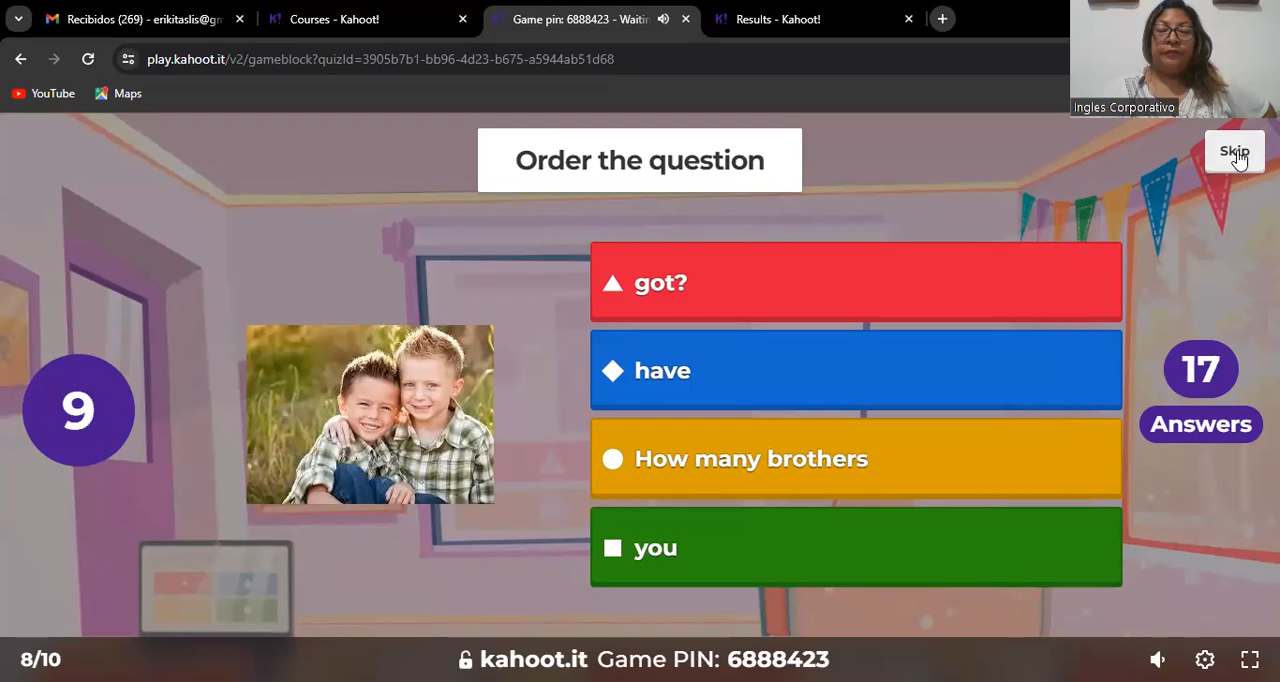 Recibidos (269) - erikitaslis@gm
Courses - Kahoot!
Game pin: 6888423 - Waitin
Results - Kahoot!
play.kahoot.it/v2/gameblock?quizId=3905b7b1-bb96-4d23-b675-a5944ab51d68
YouTube
Maps
Ingles Corporativo
Order the question
Skip
got?
have
How many brothers
you
9
17
Answers
8/10
kahoot.it Game PIN: 6888423